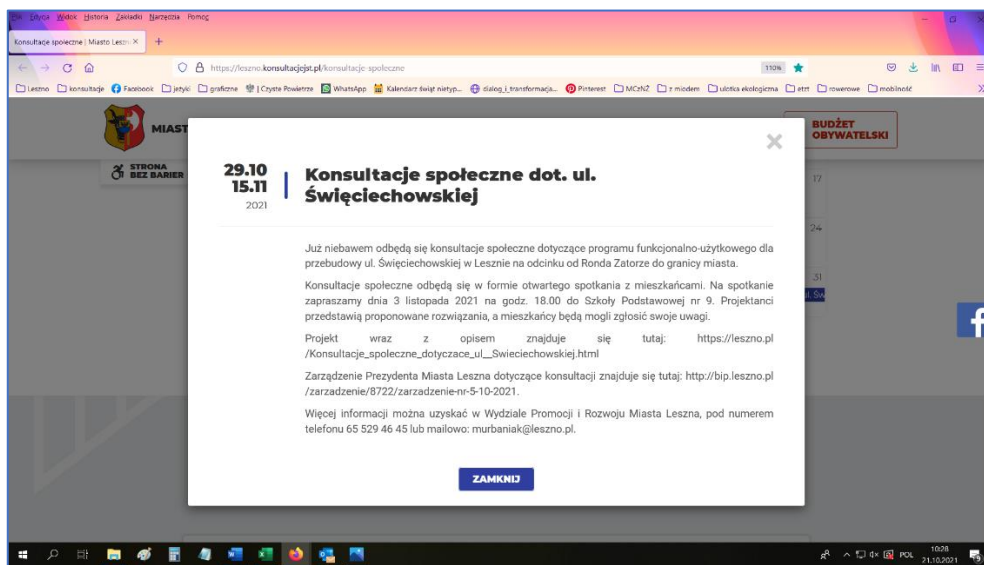 Plik Edycja Widok Historia Zakładki Narzędzia Pomoc
Konsultacje społeczne | Miasto Leszn
https://leszno.konsultacjejst.pl/konsultacje-spoleczne
110%
Leszno konsultacje Facebook języki graficzne | Czyste Powietrze WhatsApp Kalendarz świąt nietyp... dialog_i_transformacja... Pinterest MCzNŻ z miodem ulotka ekologiczna etzt rowerowe mobilność
MIAST
BUDŻET
OBYWATELSKI
STRONA
BEZ BARIER
29.10
15.11
2021
Konsultacje społeczne dot. ul.
Święciechowskiej
17
24
31
ul. Św
Już niebawem odbędą się konsultacje społeczne dotyczące programu funkcjonalno-użytkowego dla
przebudowy ul. Święciechowskiej w Lesznie na odcinku od Ronda Zatorze do granicy miasta.
Konsultacje społeczne odbędą się w formie otwartego spotkania z mieszkańcami. Na spotkanie
zapraszamy dnia 3 listopada 2021 na godz. 18.00 do Szkoły Podstawowej nr 9. Projektanci
przedstawią proponowane rozwiązania, a mieszkańcy będą mogli zgłosić swoje uwagi.
Projekt wraz z opisem znajduje się tutaj: https://leszno.pl
/Konsultacje_spoleczne_dotyczace_ul__Swieciechowskiej.html
Zarządzenie Prezydenta Miasta Leszna dotyczące konsultacji znajduje się tutaj: http://bip.leszno.pl
/zarzadzenie/8722/zarzadzenie-nr-5-10-2021.
Więcej informacji można uzyskać w Wydziale Promocji i Rozwoju Miasta Leszna, pod numerem
telefonu 65 529 46 45 lub mailowo: murbaniak@leszno.pl.
ZAMKNIJ
POL
10:28
21.10.2021